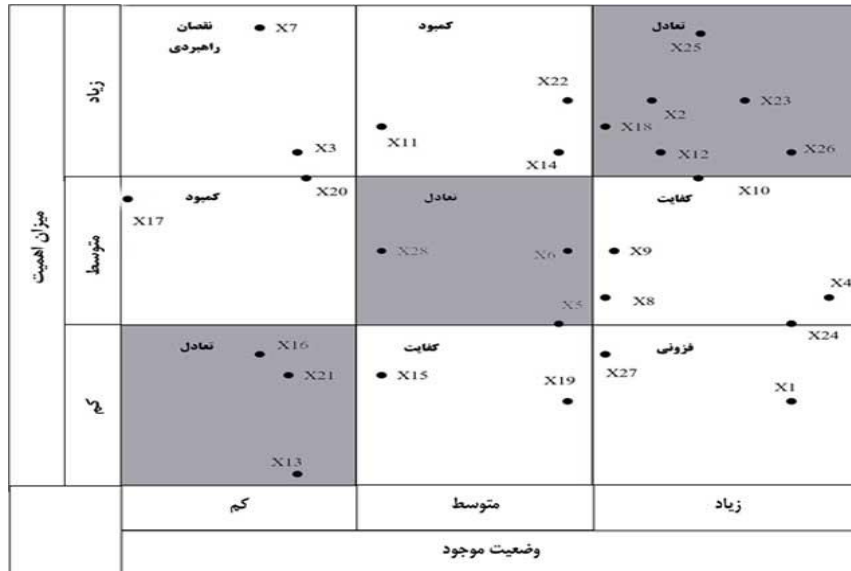 نقصان
راهبردی
X7
کمبود
تعادل
X25
X22
X2
X23
X11
X18
X3
X14
X12
X26
زیاد
X20
X10
X17
کمبود
تعادل
کفایت
X28
X6
X9
X4
X8
X5
X24
متوسط
میزان اهمیت
تعادل
X16
کفایت
فزونی
X21
X15
X19
X27
X1
X13
کم
کم
متوسط
زیاد
وضعیت موجود